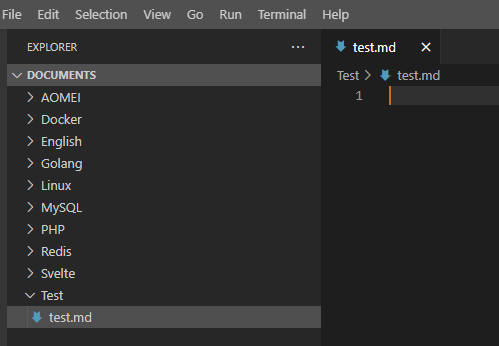 File Edit Selection View Go Run Terminal Help
EXPLORER ...
test.md
DOCUMENTS
Test > test.md
1
AOMEI
Docker
English
Golang
Linux
MySQL
PHP
Redis
Svelte
Test
test.md